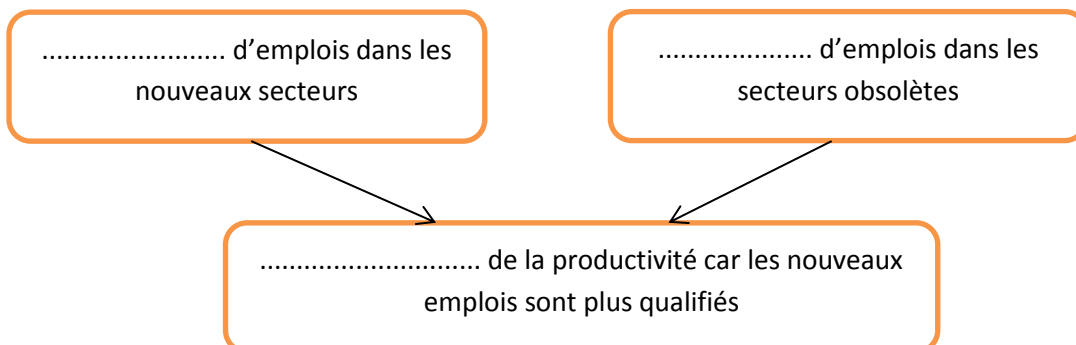 ......................... d’emplois dans les
nouveaux secteurs
..................... d’emplois dans les
secteurs obsolètes
.............................. de la productivité car les nouveaux
emplois sont plus qualifiés